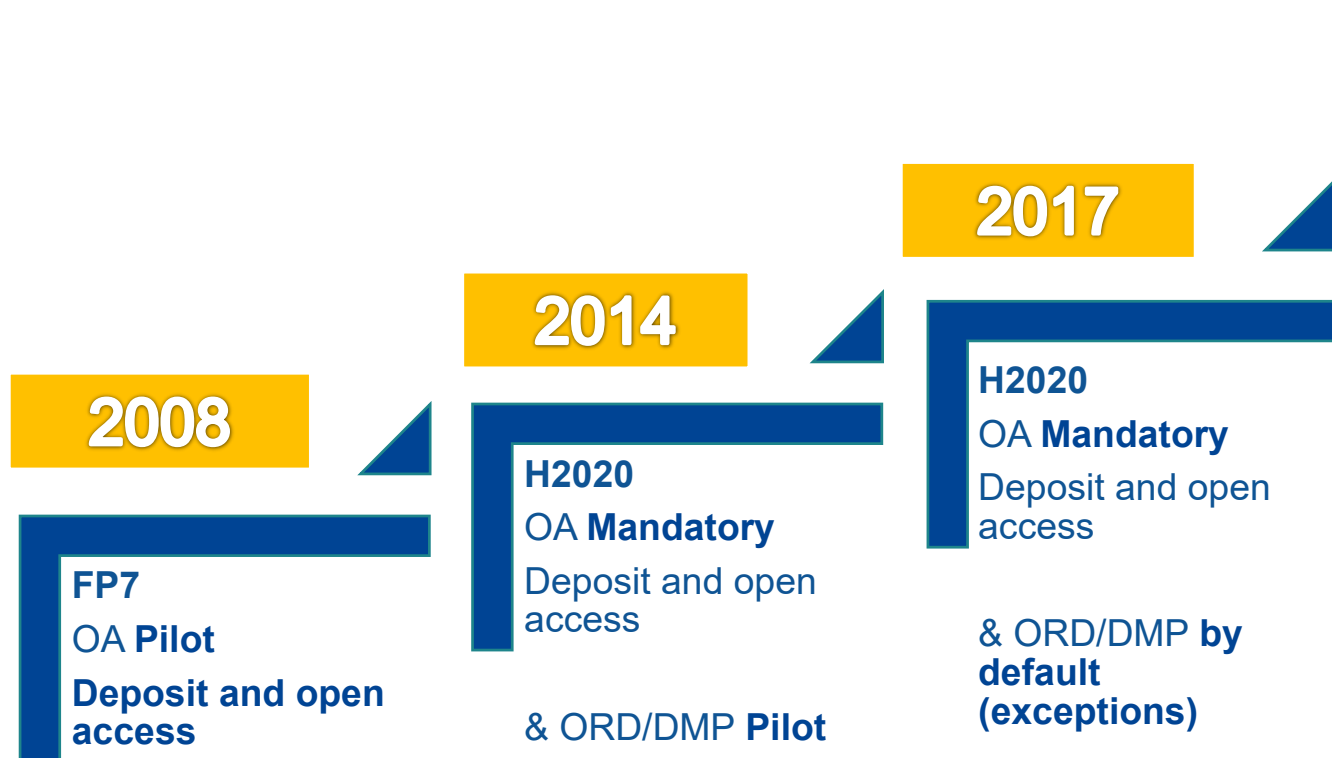 2008
FP7
OA Pilot
Deposit and open
access
2014
H2020
OA Mandatory
Deposit and open
access
& ORD/DMP Pilot
2017
H2020
OA Mandatory
Deposit and open
access
& ORD/DMP by
default
(exceptions)